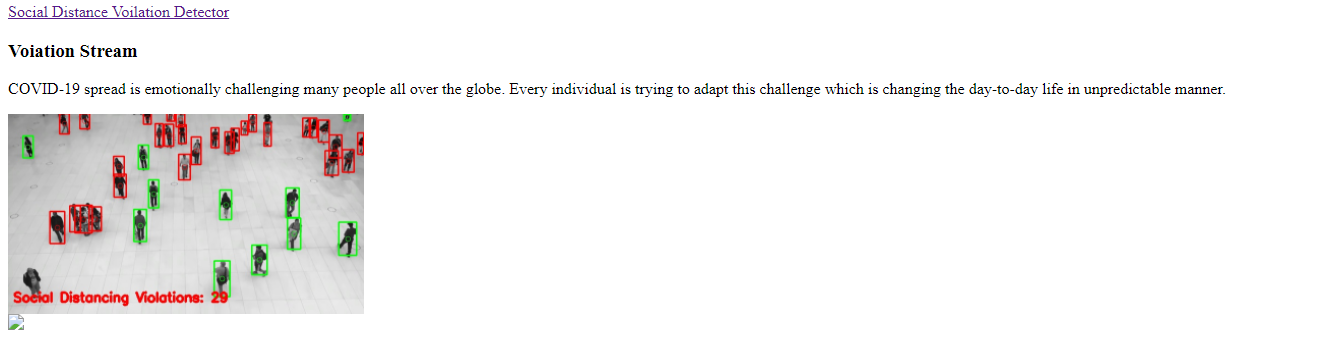 Social Distance Voilation Detector
Voiation Stream
COVID-19 spread is emotionally challenging many people all over the globe. Every individual is trying to adapt this challenge which is changing the day-to-day life in unpredictable manner.
Social Distancing Violations: 29